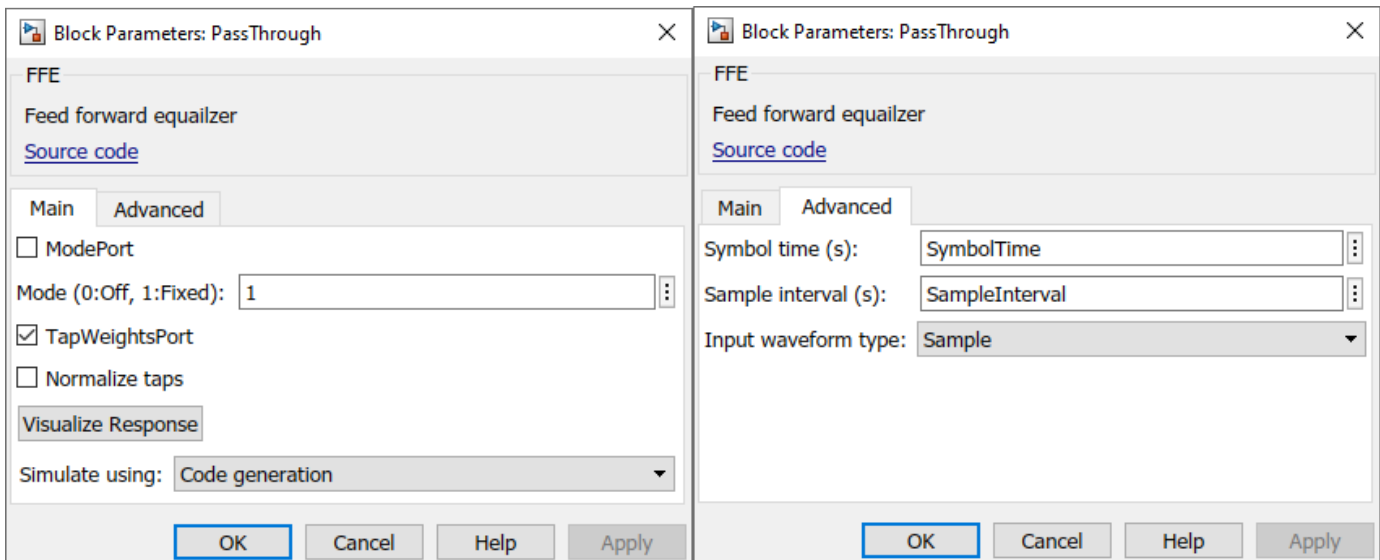 Block Parameters: PassThrough
FFE
Feed forward equailzer
Source code
Main Advanced
ModePort
Mode (0:Off, 1:Fixed): 1
TapWeightsPort
Normalize taps
Visualize Response
Simulate using: Code generation
OK Cancel Help Apply
Block Parameters: PassThrough
FFE
Feed forward equailzer
Source code
Main Advanced
Symbol time (s): SymbolTime
Sample interval (s): SampleInterval
Input waveform type: Sample
OK Cancel Help Apply